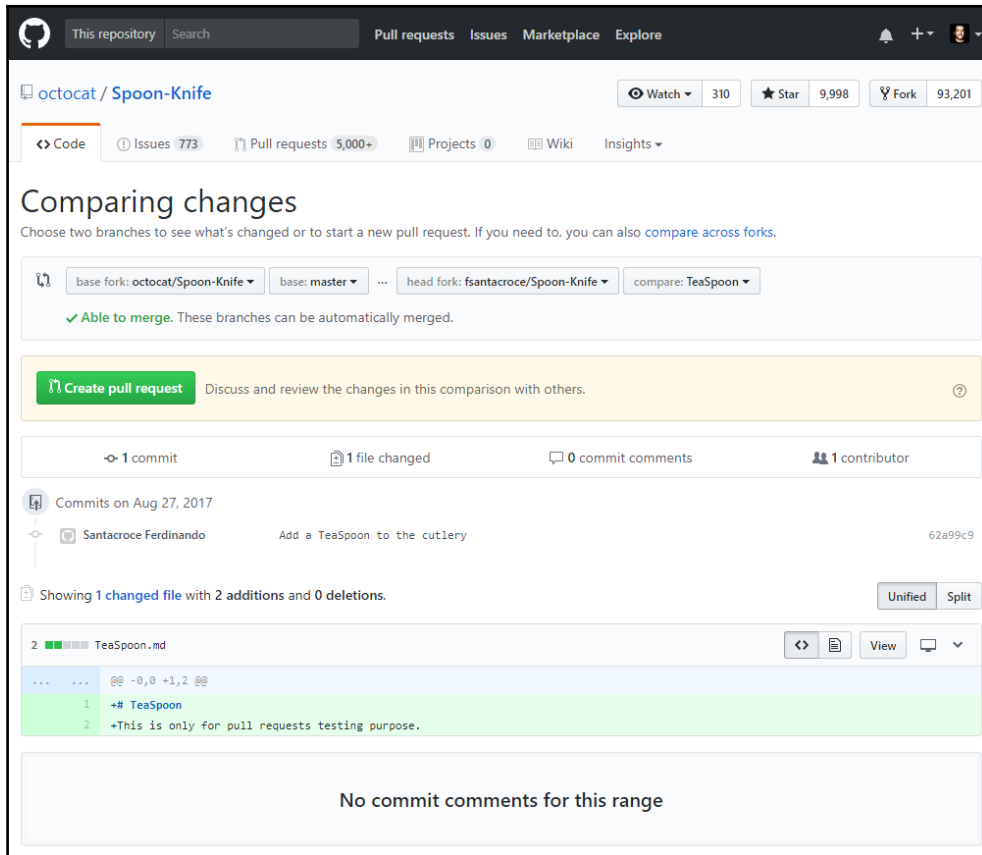 This repository Search Pull requests Issues Marketplace Explore
octocat / Spoon-Knife Watch 310 Star 9,998 Fork 93,201
Code Issues 773 Pull requests 5,000+ Projects 0 Wiki Insights
Comparing changes
Choose two branches to see what's changed or to start a new pull request. If you need to, you can also compare across forks.
base fork: octocat/Spoon-Knife base: master ... head fork: fsantacroce/Spoon-Knife compare: TeaSpoon
Able to merge. These branches can be automatically merged.
Create pull request Discuss and review the changes in this comparison with others.
1 commit 1 file changed 0 commit comments 1 contributor
Commits on Aug 27, 2017
Santacroce Ferdinando Add a TeaSpoon to the cutlery 62a99c9
Showing 1 changed file with 2 additions and 0 deletions. Unified Split
2 TeaSpoon.md <> View
... ... @@ -0,0 +1,2 @@
1 +# TeaSpoon
2 +This is only for pull requests testing purpose.
No commit comments for this range